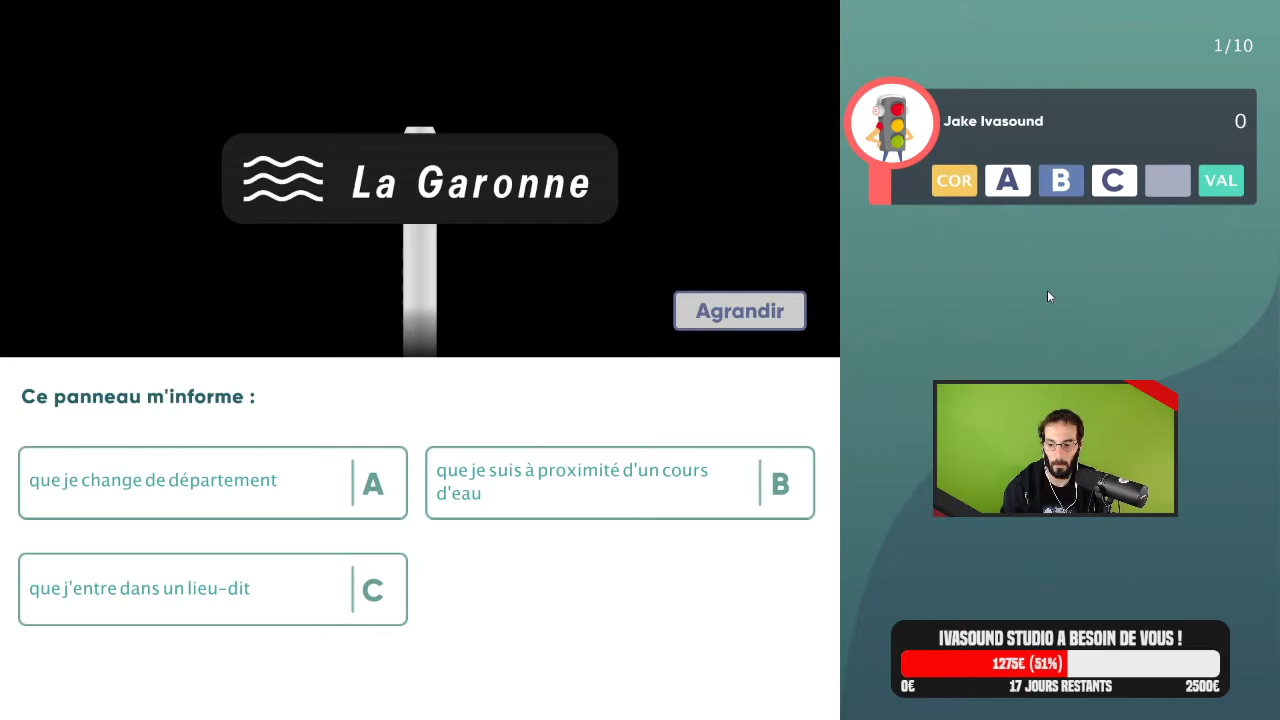 La Garonne
Agrandir
Ce panneau m'informe :
que je change de département A
que je suis à proximité d'un cours
d'eau
B
que j'entre dans un lieu-dit C
1/10
Jake Ivasound 0
COR A B C VAL
IVASOUND STUDIO A BESOIN DE VOUS !
1275€ (51%)
0€ 17 JOURS RESTANTS 2500€